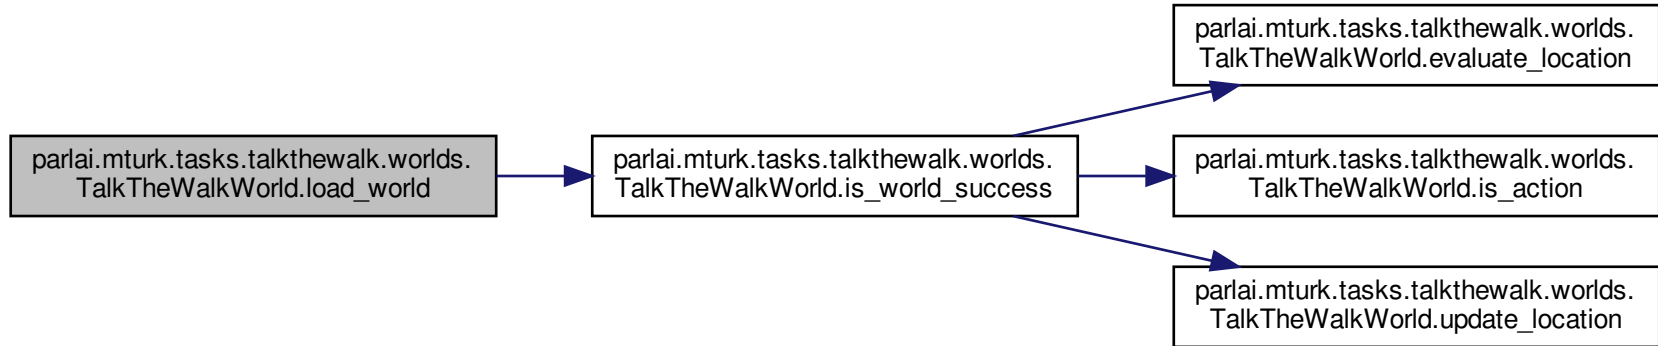 parlai.mturk.tasks.talkthewalk.worlds.
TalkTheWalkWorld.load_world
parlai.mturk.tasks.talkthewalk.worlds.
TalkTheWalkWorld.is_world_success
parlai.mturk.tasks.talkthewalk.worlds.
TalkTheWalkWorld.evaluate_location
parlai.mturk.tasks.talkthewalk.worlds.
TalkTheWalkWorld.is_action
parlai.mturk.tasks.talkthewalk.worlds.
TalkTheWalkWorld.update_location